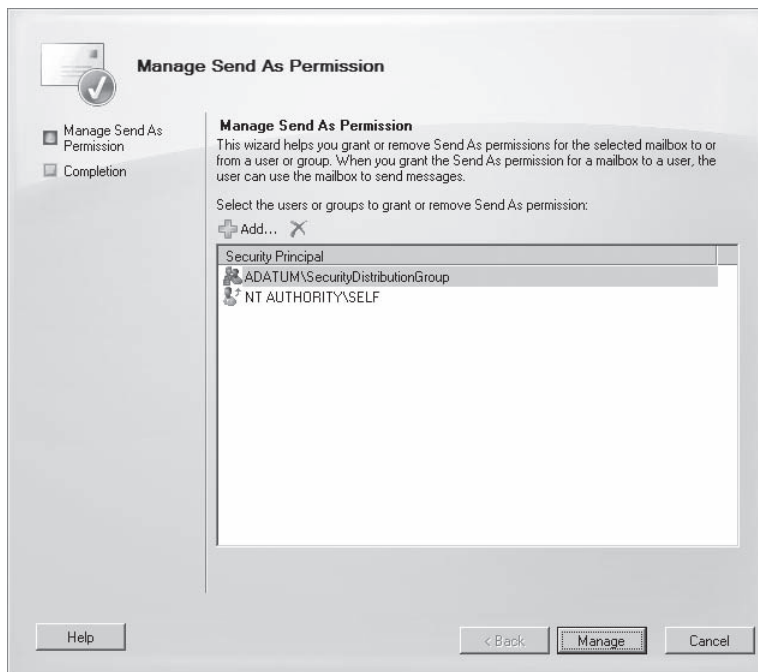 Manage Send As Permission
Manage Send As
Permission
Completion
Manage Send As Permission
This wizard helps you grant or remove Send As permissions for the selected mailbox to or
from a user or group. When you grant the Send As permission for a mailbox to a user, the
user can use the mailbox to send messages.
Select the users or groups to grant or remove Send As permission:
Add...
Security Principal
ADATUM\SecurityDistributionGroup
NT AUTHORITY\SELF
Help
< Back
Manage
Cancel